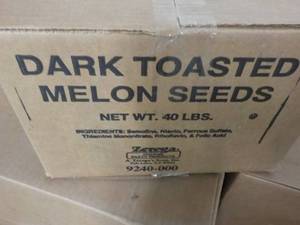 DARK TOASTED
MELON SEEDS
NET WT. 40 LBS.
INGREDIENTS: Semolina, Niacin, Ferrous Sulfate,
Thiamine Mononitrate, Riboflavin, & Folic Acid
9240-000